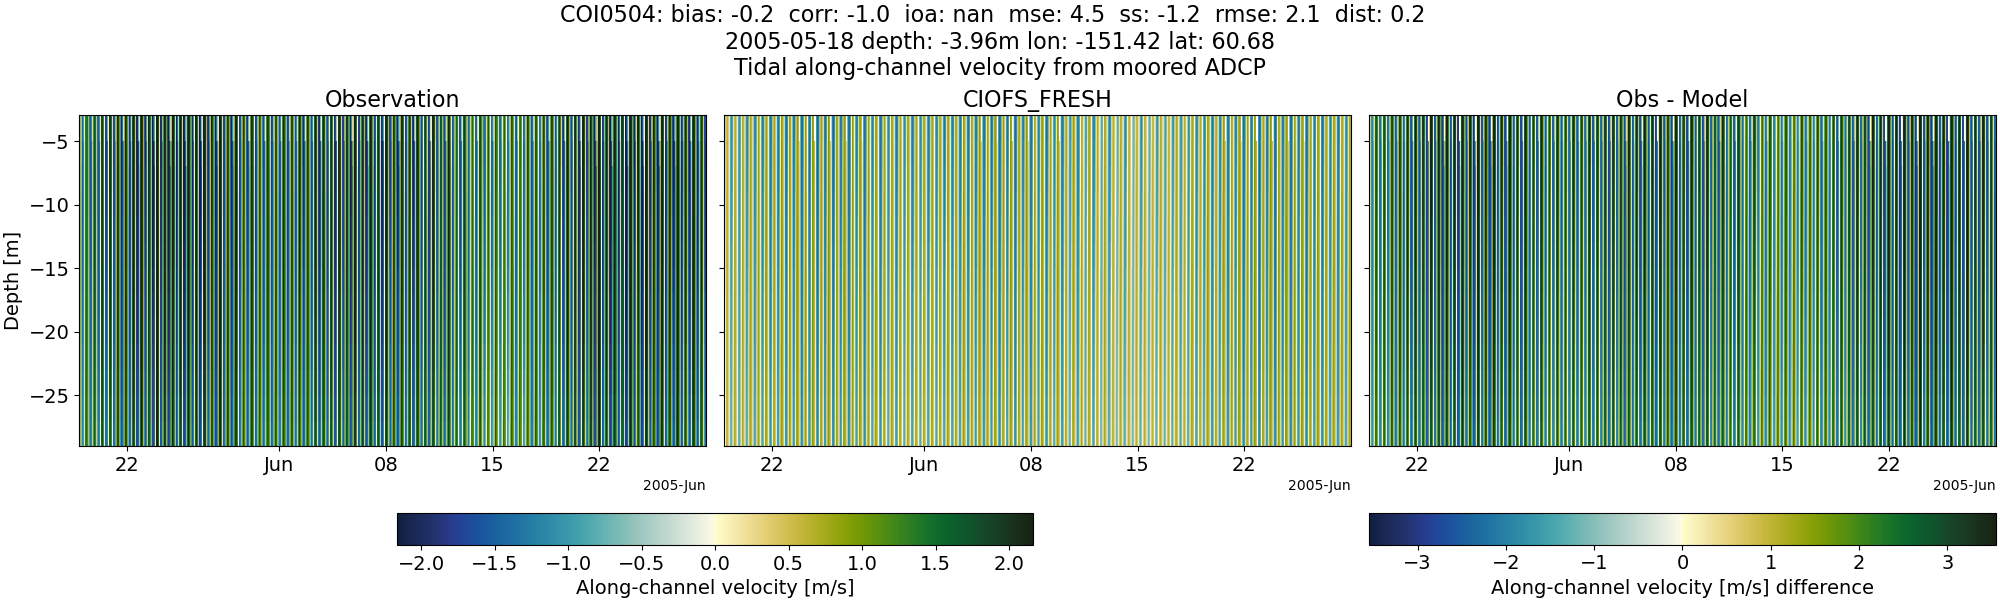 COI0504: bias: -0.2  corr: -1.0  ioa: nan  mse: 4.5  ss: -1.2  rmse: 2.1  dist: 0.2
2005-05-18 depth: -3.96m lon: -151.42 lat: 60.68
Tidal along-channel velocity from moored ADCP
Observation
CIOFS_FRESH
Obs - Model
Depth [m]
−5
−10
−15
−20
−25
22 Jun 08 15 22
2005-Jun
22 Jun 08 15 22
2005-Jun
22 Jun 08 15 22
2005-Jun
−2.0 −1.5 −1.0 −0.5 0.0 0.5 1.0 1.5 2.0
Along-channel velocity [m/s]
−3 −2 −1 0 1 2 3
Along-channel velocity [m/s] difference